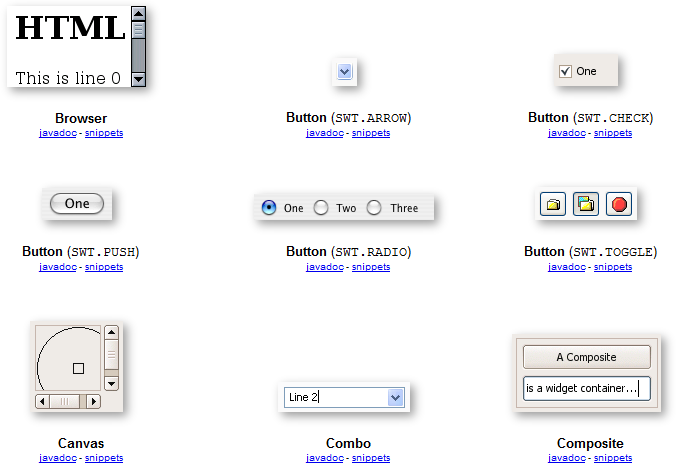 HTML
This is line 0
One
Browser
Button (SWT.ARROW)
Button (SWT.CHECK)
javadoc - snippets
javadoc - snippets
javadoc - snippets
One
One Two Three
Button (SWT.PUSH)
Button (SWT.RADIO)
Button (SWT.TOGGLE)
javadoc - snippets
javadoc - snippets
javadoc - snippets
Line 2
A Composite
is a widget container...
Canvas
Combo
Composite
javadoc - snippets
javadoc - snippets
javadoc - snippets